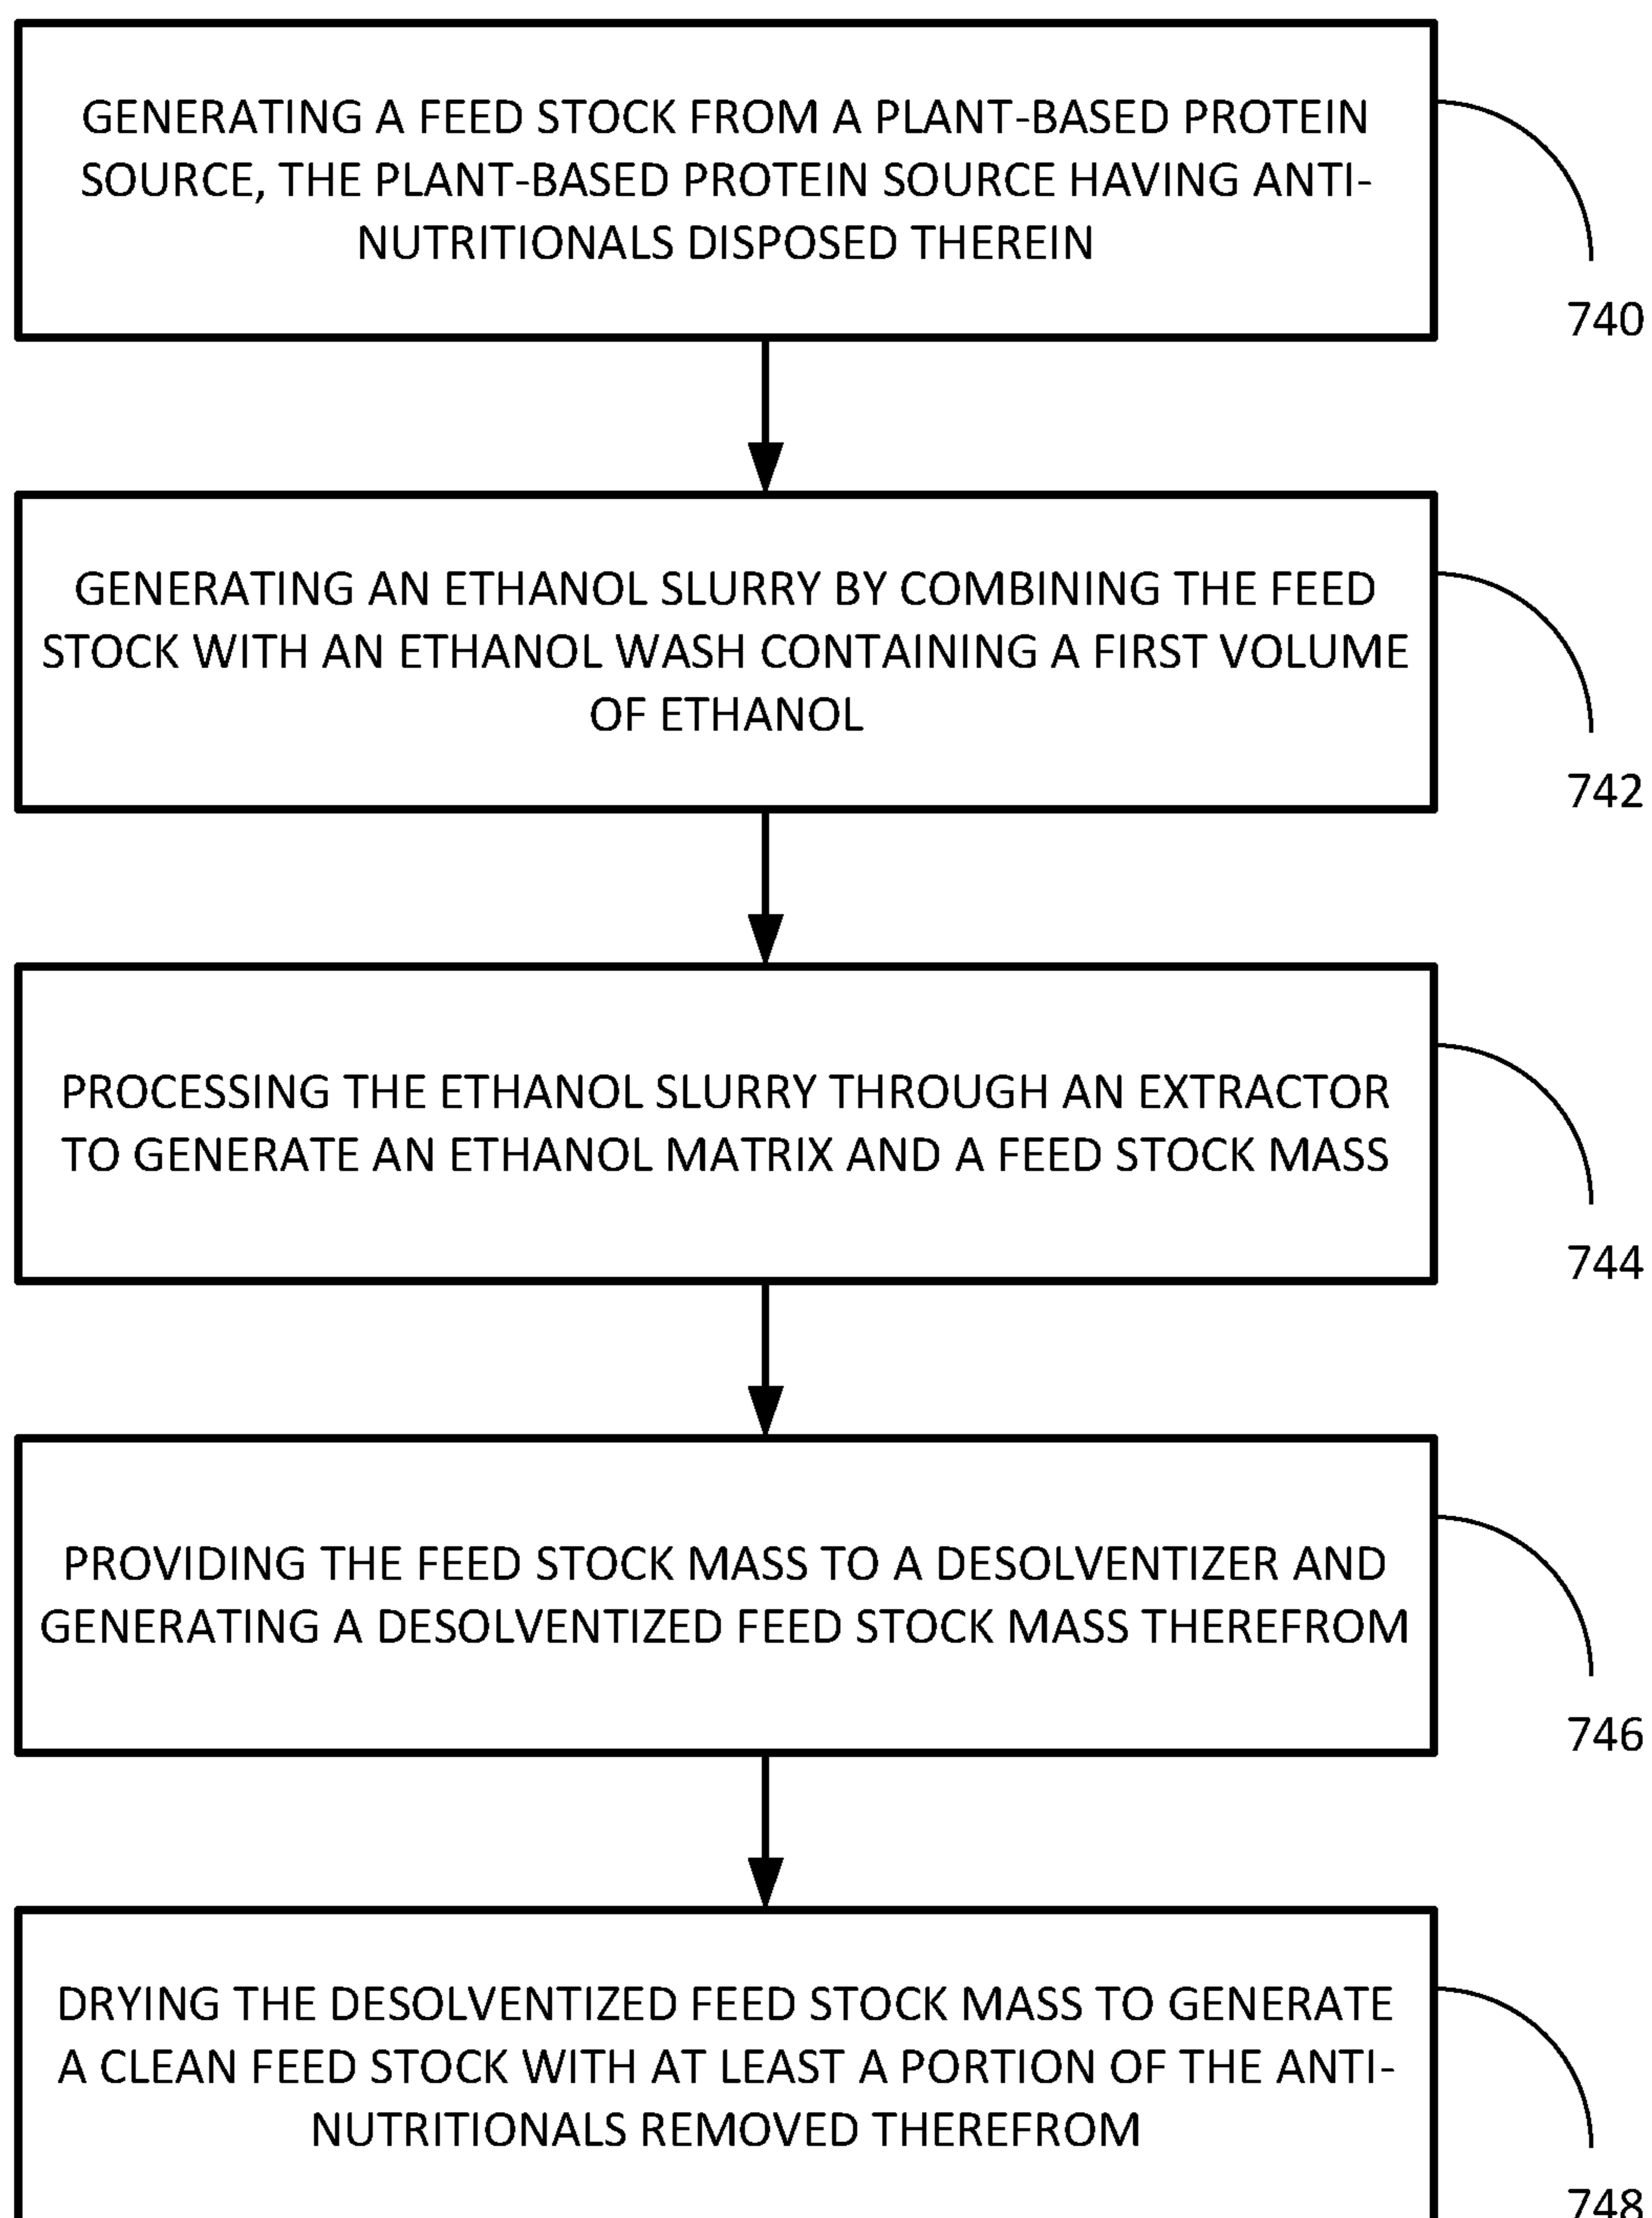 GENERATING A FEED STOCK FROM A PLANT-BASED PROTEIN
SOURCE, THE PLANT-BASED PROTEIN SOURCE HAVING ANTI-
NUTRITIONALS DISPOSED THEREIN
740
GENERATING AN ETHANOL SLURRY BY COMBINING THE FEED
STOCK WITH AN ETHANOL WASH CONTAINING A FIRST VOLUME
OF ETHANOL
742
PROCESSING THE ETHANOL SLURRY THROUGH AN EXTRACTOR
TO GENERATE AN ETHANOL MATRIX AND A FEED STOCK MASS
744
PROVIDING THE FEED STOCK MASS TO A DESOLVENTIZER AND
GENERATING A DESOLVENTIZED FEED STOCK MASS THEREFROM
746
DRYING THE DESOLVENTIZED FEED STOCK MASS TO GENERATE
A CLEAN FEED STOCK WITH AT LEAST A PORTION OF THE ANTI-
NUTRITIONALS REMOVED THEREFROM
748